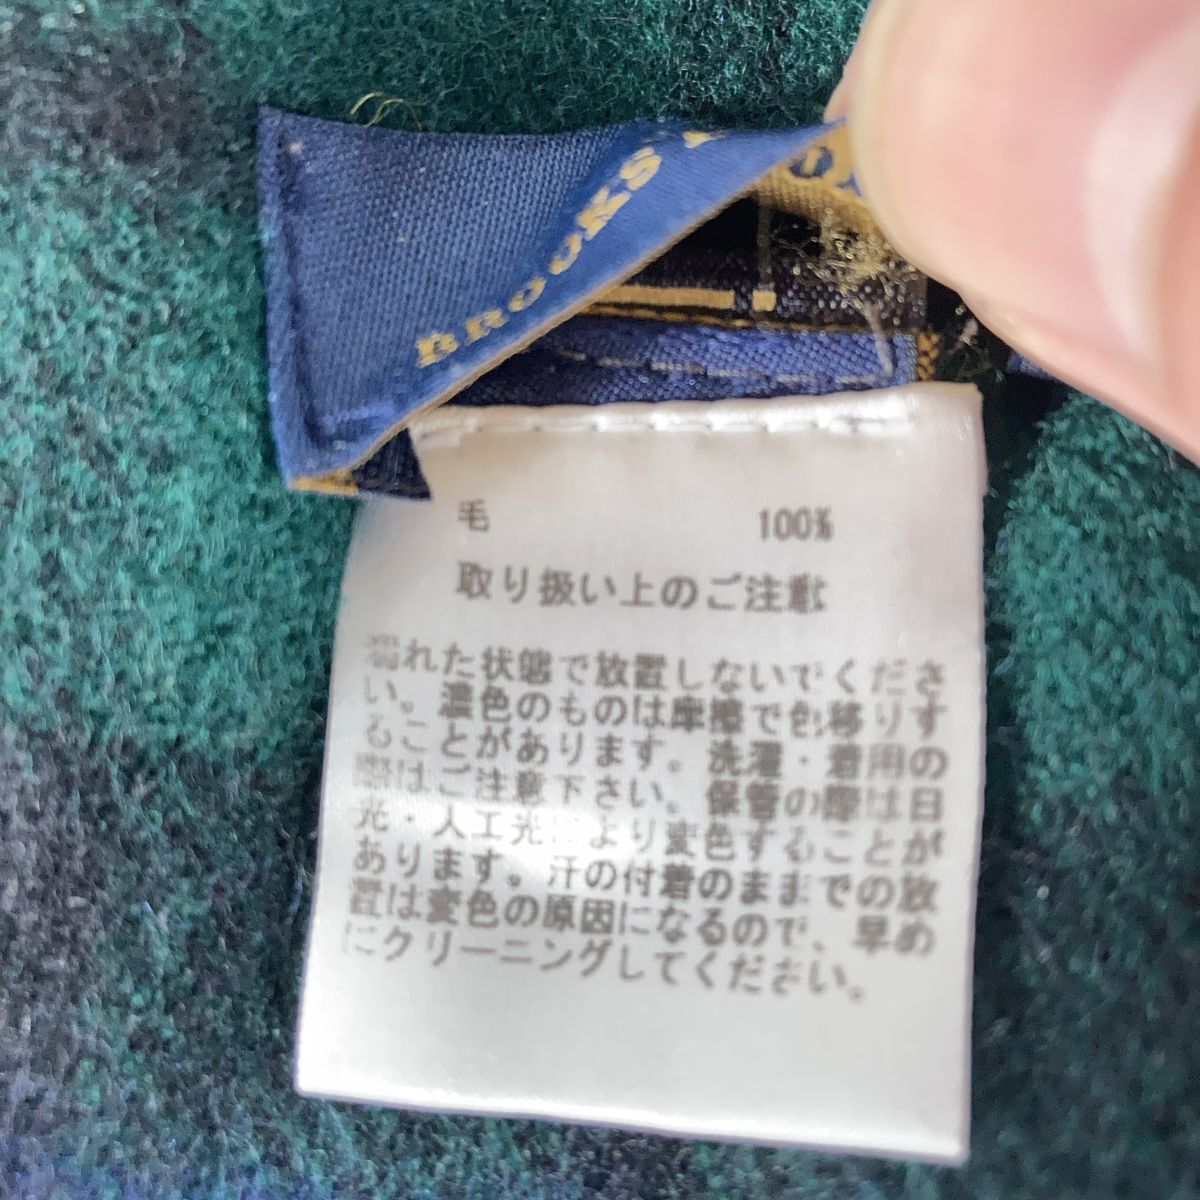 BROOKS
毛 100%
取り扱い上のご注意
濡れた状態で放置しないでくださ
い。濃色のものは摩擦で色移りす
ることがあります。洗濯・着用の
際はご注意下さい。保管の際は日
光・人工光により変色することが
あります。汗の付着のままでの放
置は変色の原因になるので、早め
にクリーニングしてください。